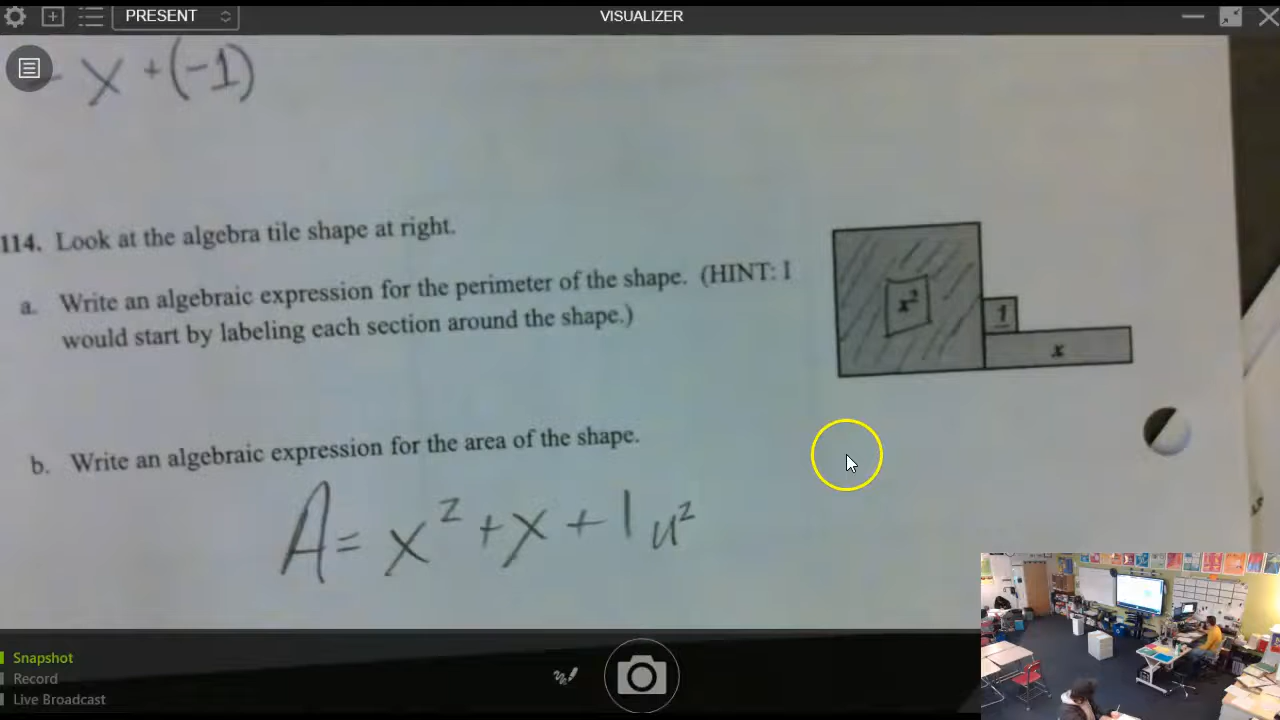 PRESENT
VISUALIZER
x + (-1)
114. Look at the algebra tile shape at right.
a. Write an algebraic expression for the perimeter of the shape. (HINT: I
would start by labeling each section around the shape.)
x²
1
x
b. Write an algebraic expression for the area of the shape.
A = x² + x + 1 u²
Snapshot
Record
Live Broadcast